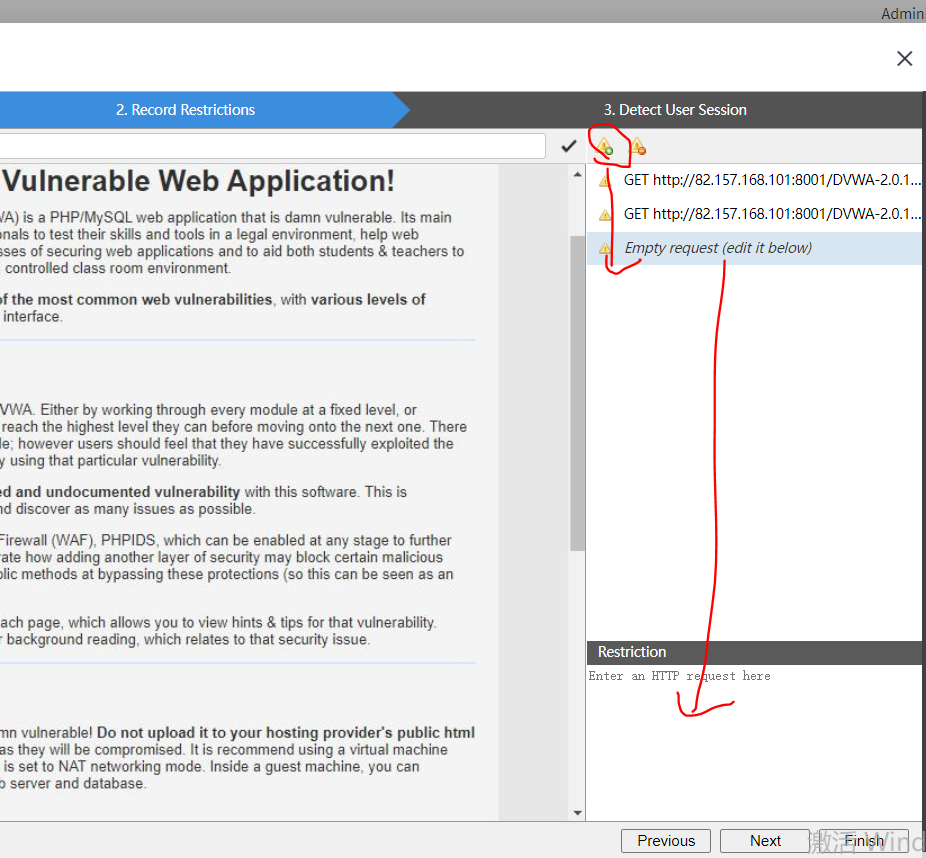 Admin
2. Record Restrictions
3. Detect User Session
Vulnerable Web Application!
GET http://82.157.168.101:8001/DVWA-2.0.1...
WA) is a PHP/MySQL web application that is damn vulnerable. Its main
onals to test their skills and tools in a legal environment, help web
GET http://82.157.168.101:8001/DVWA-2.0.1...
sses of securing web applications and to aid both students & teachers to
controlled class room environment.
Empty request (edit it below)
of the most common web vulnerabilities, with various levels of
interface.
VWA. Either by working through every module at a fixed level, or
reach the highest level they can before moving onto the next one. There
le; however users should feel that they have successfully exploited the
y using that particular vulnerability.
ed and undocumented vulnerability with this software. This is
nd discover as many issues as possible.
Firewall (WAF), PHPIDS, which can be enabled at any stage to further
rate how adding another layer of security may block certain malicious
blic methods at bypassing these protections (so this can be seen as an
ach page, which allows you to view hints & tips for that vulnerability.
r background reading, which relates to that security issue.
Restriction
Enter an HTTP request here
mn vulnerable! Do not upload it to your hosting provider's public html
as they will be compromised. It is recommend using a virtual machine
is set to NAT networking mode. Inside a guest machine, you can
b server and database.
Previous
Next
Finish
激活 Wind